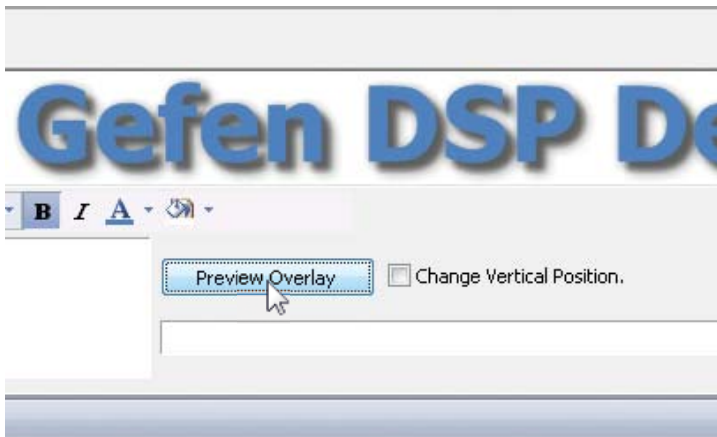 Gefen DSP De
B I A
Preview Overlay Change Vertical Position.